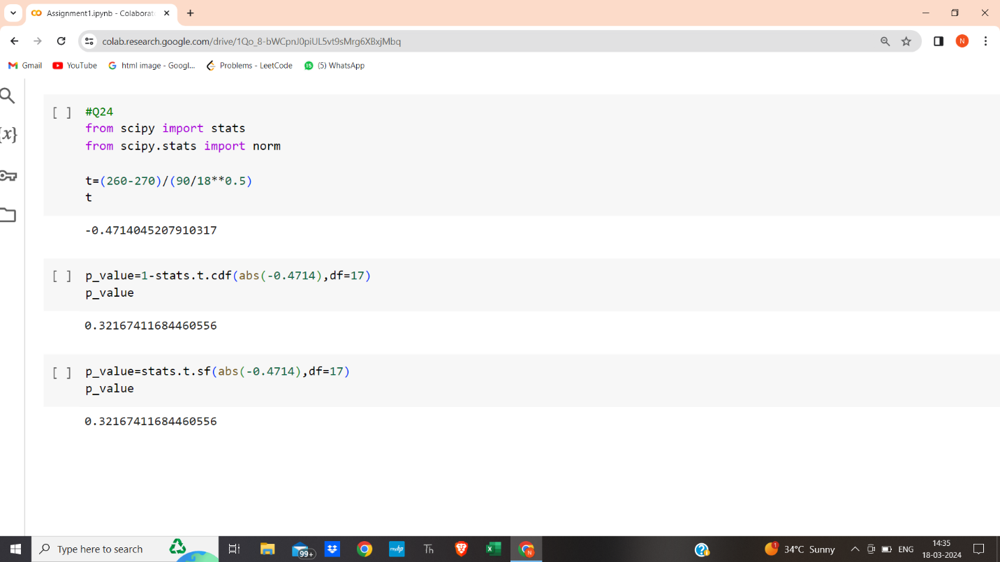 Assignment1.ipynb - Colaborat
colab.research.google.com/drive/1Qo_8-bWCpnJ0piUL5vt9sMrg6XBxjMbq
N
Gmail YouTube html image - Googl... Problems - LeetCode 15 (5) WhatsApp
{x}
[ ] #Q24
from scipy import stats
from scipy.stats import norm
t=(260-270)/(90/18**0.5)
t
-0.4714045207910317
[ ] p_value=1-stats.t.cdf(abs(-0.4714),df=17)
p_value
0.32167411684460556
[ ] p_value=stats.t.sf(abs(-0.4714),df=17)
p_value
0.32167411684460556
Type here to search
99+
myhp
Th
N
1
34°C Sunny
ENG
14:35
18-03-2024